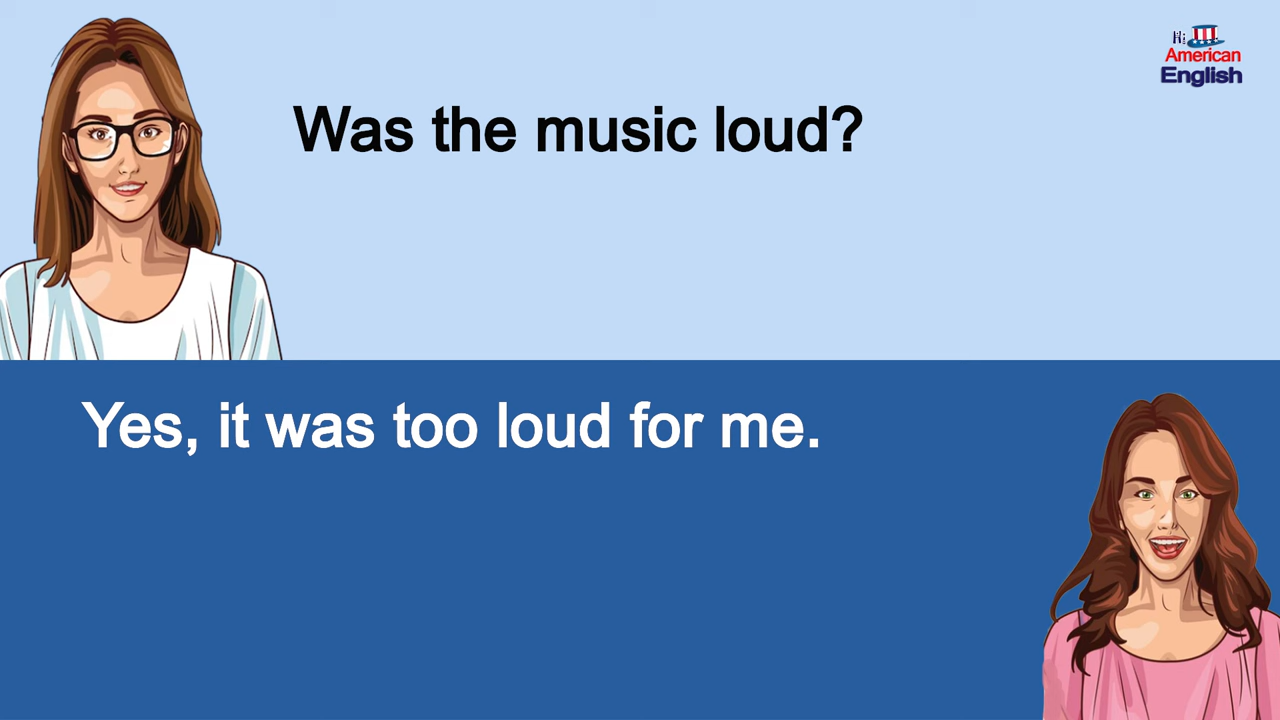 Hi
American
English
Was the music loud?
Yes, it was too loud for me.